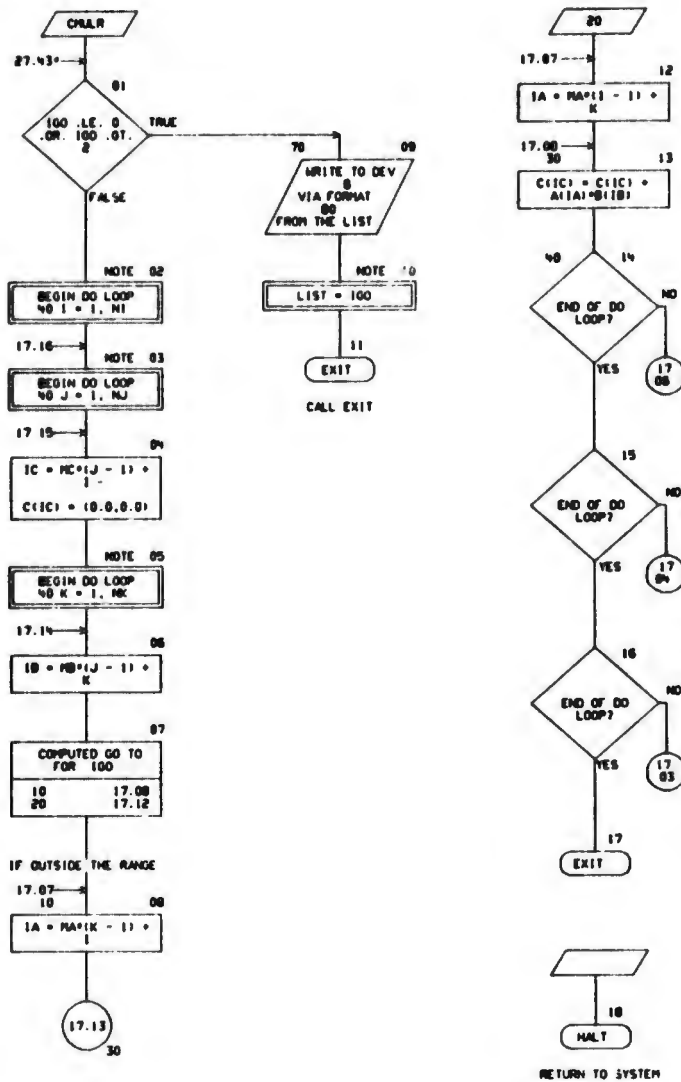 CMULR
27.43*
01
IGO .LE. 0
.OR. IGO .GT.
2
TRUE
FALSE
70 09
WRITE TO DEV
6
VIA FORMAT
80
FROM THE LIST
NOTE 10
LIST = IGO
11
EXIT
CALL EXIT
NOTE 02
BEGIN DO LOOP
40 I = 1, NI
17.16
NOTE 03
BEGIN DO LOOP
40 J = 1, NJ
17.15
04
IC = MC*(J - 1) +
I
C(IC) = (0.0,0.0)
NOTE 05
BEGIN DO LOOP
40 K = 1, NK
17.14
06
IB = MB*(J - 1) +
K
07
COMPUTED GO TO
FOR IGO
10 17.08
20 17.12
IF OUTSIDE THE RANGE
17.07
10 08
IA = MA*(K - 1) +
I
17.13
30
20
17.07
12
IA = MA*(I - 1) +
K
17.08
30 13
C(IC) = C(IC) +
A(IA)*B(IB)
40 14
END OF DO
LOOP?
NO
YES
17
06
15
END OF DO
LOOP?
NO
YES
17
04
16
END OF DO
LOOP?
NO
YES
17
03
17
EXIT
18
HALT
RETURN TO SYSTEM